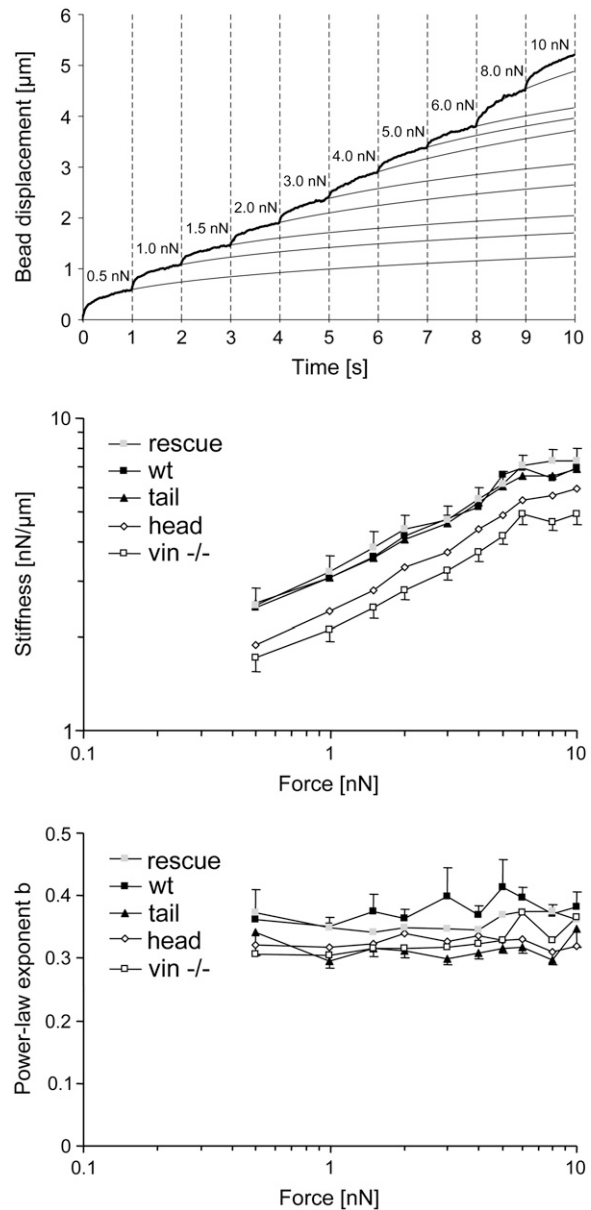 6
5
4
3
2
1
0
Bead displacement [µm]
0.5 nN
1.0 nN
1.5 nN
2.0 nN
3.0 nN
4.0 nN
5.0 nN
6.0 nN
8.0 nN
10 nN
0 1 2 3 4 5 6 7 8 9 10
Time [s]
10
1
Stiffness [nN/µm]
rescue
wt
tail
head
vin -/-
0.1 1 10
Force [nN]
0.5
0.4
0.3
0.2
0.1
0
Power-law exponent b
rescue
wt
tail
head
vin -/-
0.1 1 10
Force [nN]